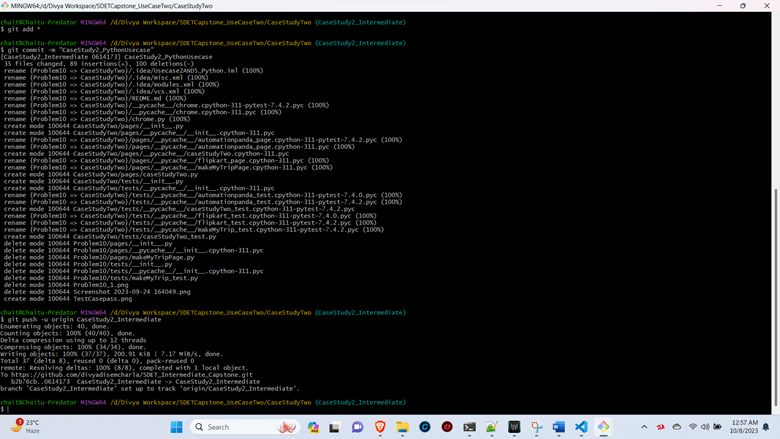 MINGW64:/d/Divya Workspace/SDETCapstone_UseCaseTwo/CaseStudyTwo
chait@Chaitu-Predator MINGW64 /d/Divya Workspace/SDETCapstone_UseCaseTwo/CaseStudyTwo (CaseStudy2_Intermediate)
$ git add *
chait@Chaitu-Predator MINGW64 /d/Divya Workspace/SDETCapstone_UseCaseTwo/CaseStudyTwo (CaseStudy2_Intermediate)
$ git commit -m "CaseStudy2_PythonUsecase"
[CaseStudy2_Intermediate 0614173] CaseStudy2_PythonUsecase
35 files changed, 89 insertions(+), 100 deletions(-)
rename {Problem10 => CaseStudyTwo}/.idea/Usecase2AND5_Python.iml (100%)
rename {Problem10 => CaseStudyTwo}/.idea/misc.xml (100%)
rename {Problem10 => CaseStudyTwo}/.idea/modules.xml (100%)
rename {Problem10 => CaseStudyTwo}/.idea/vcs.xml (100%)
rename {Problem10 => CaseStudyTwo}/REDME.md (100%)
rename {Problem10 => CaseStudyTwo}/__pycache__/chrome.cpython-311-pytest-7.4.2.pyc (100%)
rename {Problem10 => CaseStudyTwo}/__pycache__/chrome.cpython-311.pyc (100%)
rename {Problem10 => CaseStudyTwo}/chrome.py (100%)
create mode 100644 CaseStudyTwo/pages/__init__.py
create mode 100644 CaseStudyTwo/pages/__pycache__/__init__.cpython-311.pyc
rename {Problem10 => CaseStudyTwo}/pages/__pycache__/automationpanda_page.cpython-311-pytest-7.4.2.pyc (100%)
rename {Problem10 => CaseStudyTwo}/pages/__pycache__/automationpanda_page.cpython-311.pyc (100%)
create mode 100644 CaseStudyTwo/pages/__pycache__/caseStudyTwo.cpython-311.pyc
rename {Problem10 => CaseStudyTwo}/pages/__pycache__/flipkart_page.cpython-311.pyc (100%)
rename {Problem10 => CaseStudyTwo}/pages/__pycache__/makeMyTripPage.cpython-311.pyc (100%)
create mode 100644 CaseStudyTwo/pages/caseStudyTwo.py
create mode 100644 CaseStudyTwo/tests/__init__.py
create mode 100644 CaseStudyTwo/tests/__pycache__/__init__.cpython-311.pyc
rename {Problem10 => CaseStudyTwo}/tests/__pycache__/automationpanda_test.cpython-311-pytest-7.4.0.pyc (100%)
rename {Problem10 => CaseStudyTwo}/tests/__pycache__/automationpanda_test.cpython-311-pytest-7.4.2.pyc (100%)
create mode 100644 CaseStudyTwo/tests/__pycache__/caseStudyTwo_test.cpython-311-pytest-7.4.2.pyc
rename {Problem10 => CaseStudyTwo}/tests/__pycache__/flipkart_test.cpython-311-pytest-7.4.0.pyc (100%)
rename {Problem10 => CaseStudyTwo}/tests/__pycache__/flipkart_test.cpython-311-pytest-7.4.2.pyc (100%)
rename {Problem10 => CaseStudyTwo}/tests/__pycache__/makeMyTrip_test.cpython-311-pytest-7.4.2.pyc (100%)
create mode 100644 CaseStudyTwo/tests/caseStudyTwo_test.py
delete mode 100644 Problem10/pages/__init__.py
delete mode 100644 Problem10/pages/__pycache__/__init__.cpython-311.pyc
delete mode 100644 Problem10/pages/makeMyTripPage.py
delete mode 100644 Problem10/tests/__init__.py
delete mode 100644 Problem10/tests/__pycache__/__init__.cpython-311.pyc
delete mode 100644 Problem10/tests/makeMyTrip_test.py
delete mode 100644 Problem10_1.png
delete mode 100644 Screenshot 2023-09-24 164049.png
create mode 100644 TestCasepass.png
chait@Chaitu-Predator MINGW64 /d/Divya Workspace/SDETCapstone_UseCaseTwo/CaseStudyTwo (CaseStudy2_Intermediate)
$ git push -u origin CaseStudy2_Intermediate
Enumerating objects: 40, done.
Counting objects: 100% (40/40), done.
Delta compression using up to 12 threads
Compressing objects: 100% (34/34), done.
Writing objects: 100% (37/37), 200.91 KiB | 7.17 MiB/s, done.
Total 37 (delta 8), reused 0 (delta 0), pack-reused 0
remote: Resolving deltas: 100% (8/8), completed with 1 local object.
To https://github.com/divyadisemcharla/SDET_Intermediate_Capstone.git
b2b76cb..0614173 CaseStudy2_Intermediate -> CaseStudy2_Intermediate
branch 'CaseStudy2_Intermediate' set up to track 'origin/CaseStudy2_Intermediate'.
chait@Chaitu-Predator MINGW64 /d/Divya Workspace/SDETCapstone_UseCaseTwo/CaseStudyTwo (CaseStudy2_Intermediate)
$
1
23°C
Haze
Search
12:57 AM
10/8/2023